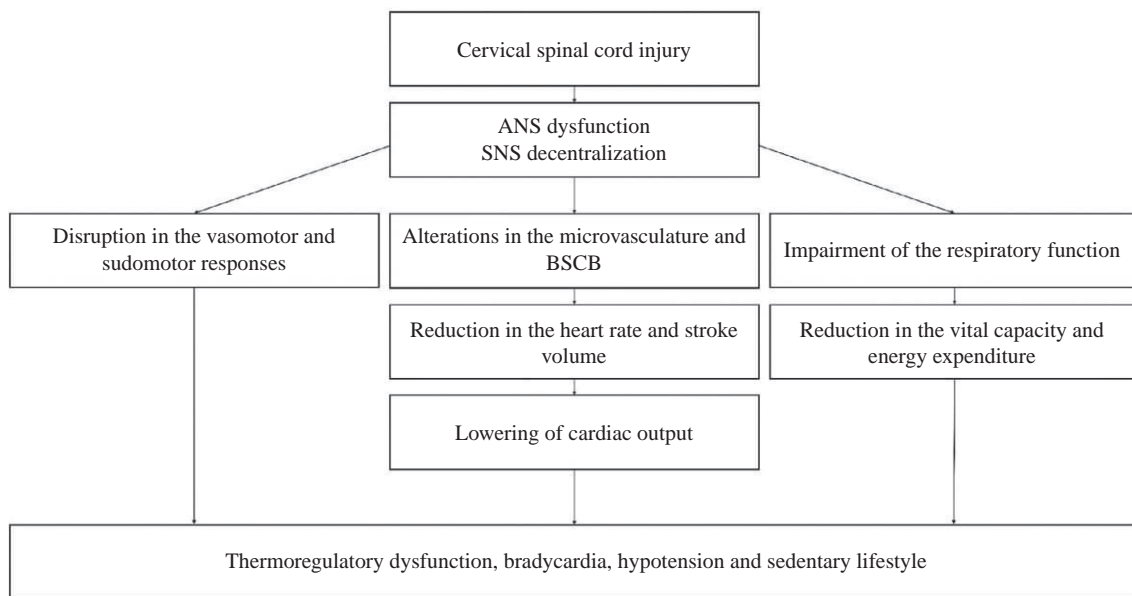 Cervical spinal cord injury
ANS dysfunction
SNS decentralization
Disruption in the vasomotor and
sudomotor responses
Alterations in the microvasculature and
BSCB
Impairment of the respiratory function
Reduction in the heart rate and stroke
volume
Reduction in the vital capacity and
energy expenditure
Lowering of cardiac output
Thermoregulatory dysfunction, bradycardia, hypotension and sedentary lifestyle